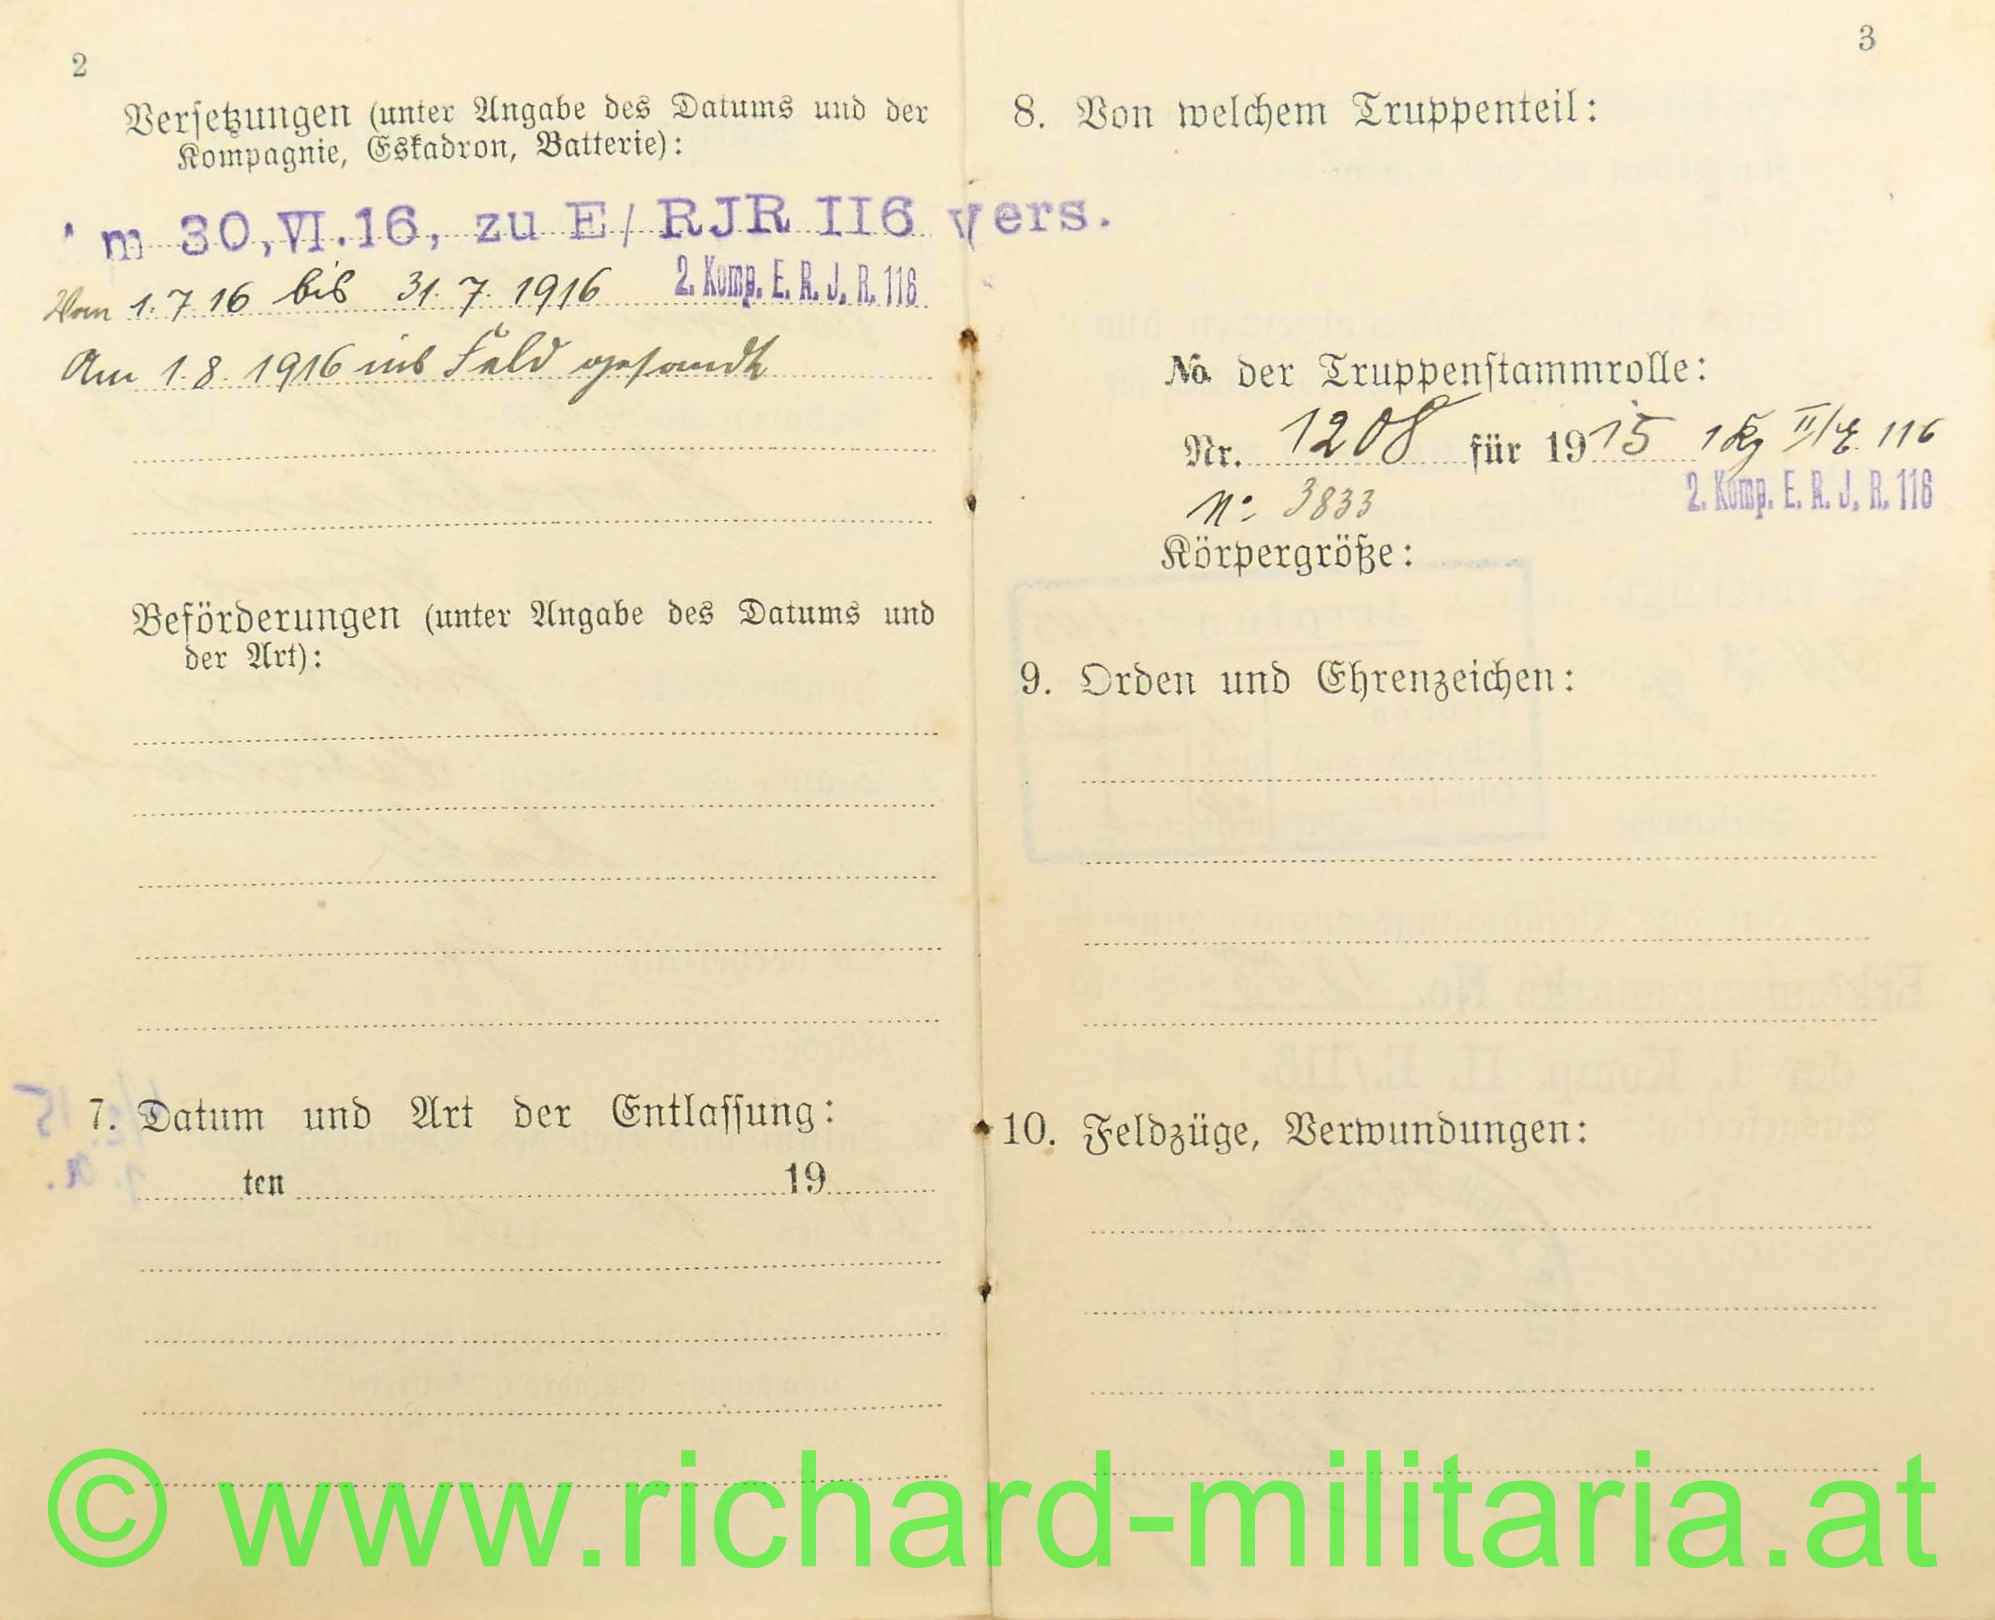 2
Versetzungen (unter Angabe des Datums und der
Kompagnie, Eskadron, Batterie):
m 30,VI.16, zu E/RJR II6 vers.
Vom 1.7 16 bis 31.7.1916 2. Komp. E. R. J. R. 116
Am 1.8.1916 ins Feld gesandt
Beförderungen (unter Angabe des Datums und
der Art):
7. Datum und Art der Entlassung:
ten 19
3
8. Von welchem Truppenteil:
No. der Truppenstammrolle:
Nr. 1208 für 1915 1 II/E 116
No 3833 2. Komp. E. R. J. R. 116
Körpergröße:
9. Orden und Ehrenzeichen:
10. Feldzüge, Verwundungen:
© www.richard-militaria.at